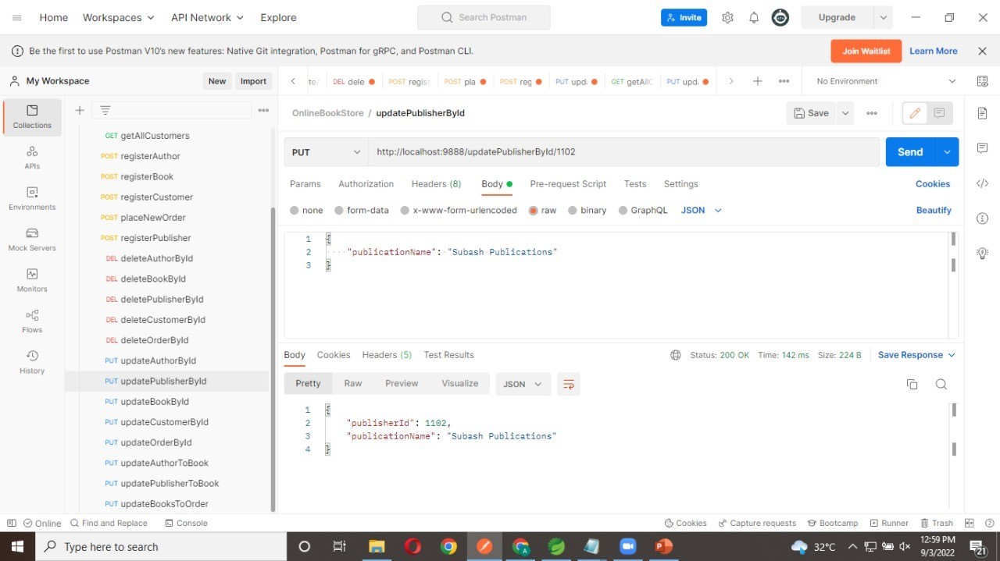 Home Workspaces API Network Explore Search Postman Invite Upgrade
Be the first to use Postman V10's new features: Native Git integration, Postman for gRPC, and Postman CLI. Join Waitlist Learn More
My Workspace New Import
DEL dele POST regist POST pla POST reg PUT upd GET getAllC PUT upd No Environment
Collections
APIs
Environments
Mock Servers
Monitors
Flows
History
GET getAllCustomers
POST registerAuthor
POST registerBook
POST registerCustomer
POST placeNewOrder
POST registerPublisher
DEL deleteAuthorById
DEL deleteBookById
DEL deletePublisherById
DEL deleteCustomerById
DEL deleteOrderById
PUT updateAuthorById
PUT updatePublisherById
PUT updateBookById
PUT updateCustomerById
PUT updateOrderById
PUT updateAuthorToBook
PUT updatePublisherToBook
PUT updateBooksToOrder
OnlineBookStore / updatePublisherById Save
PUT http://localhost:9888/updatePublisherById/1102 Send
Params Authorization Headers (8) Body Pre-request Script Tests Settings Cookies
none form-data x-www-form-urlencoded raw binary GraphQL JSON Beautify
1 {
2 "publicationName": "Subash Publications"
3 }
Body Cookies Headers (5) Test Results Status: 200 OK Time: 142 ms Size: 224 B Save Response
Pretty Raw Preview Visualize JSON
1 {
2 "publisherId": 1102,
3 "publicationName": "Subash Publications"
4 }
Online Find and Replace Console Cookies Capture requests Bootcamp Runner Trash
Type here to search 32°C 12:59 PM
9/3/2022 21